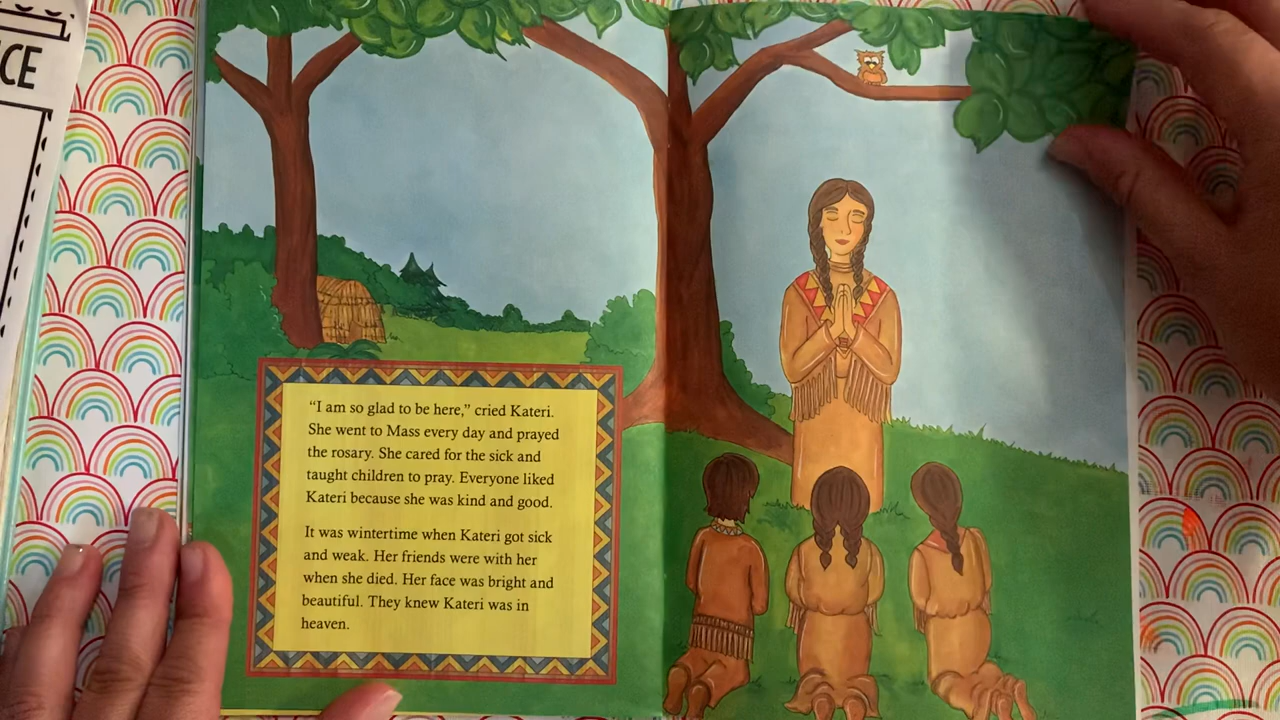 CE
“I am so glad to be here,” cried Kateri.
She went to Mass every day and prayed
the rosary. She cared for the sick and
taught children to pray. Everyone liked
Kateri because she was kind and good.
It was wintertime when Kateri got sick
and weak. Her friends were with her
when she died. Her face was bright and
beautiful. They knew Kateri was in
heaven.